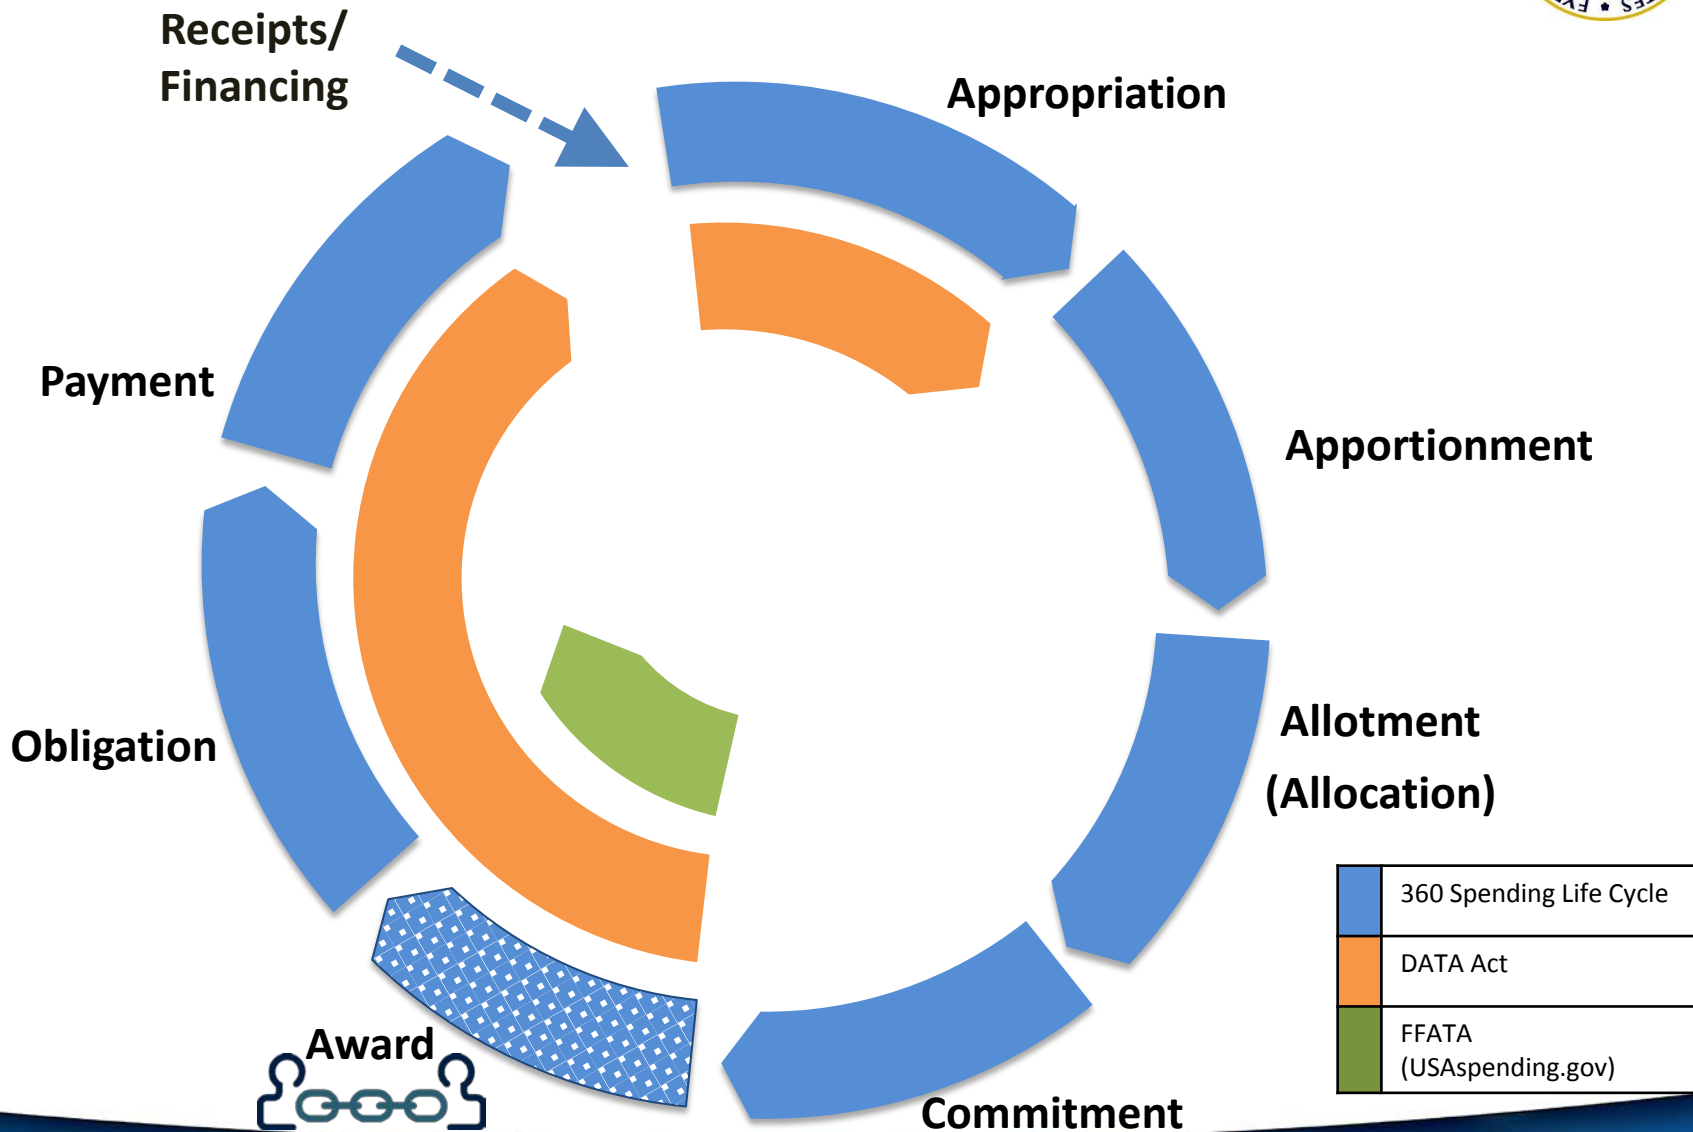 Receipts/
Financing
Appropriation
Payment
Apportionment
Obligation
Allotment
(Allocation)
Award
Commitment
360 Spending Life Cycle
DATA Act
FFATA
(USAspending.gov)